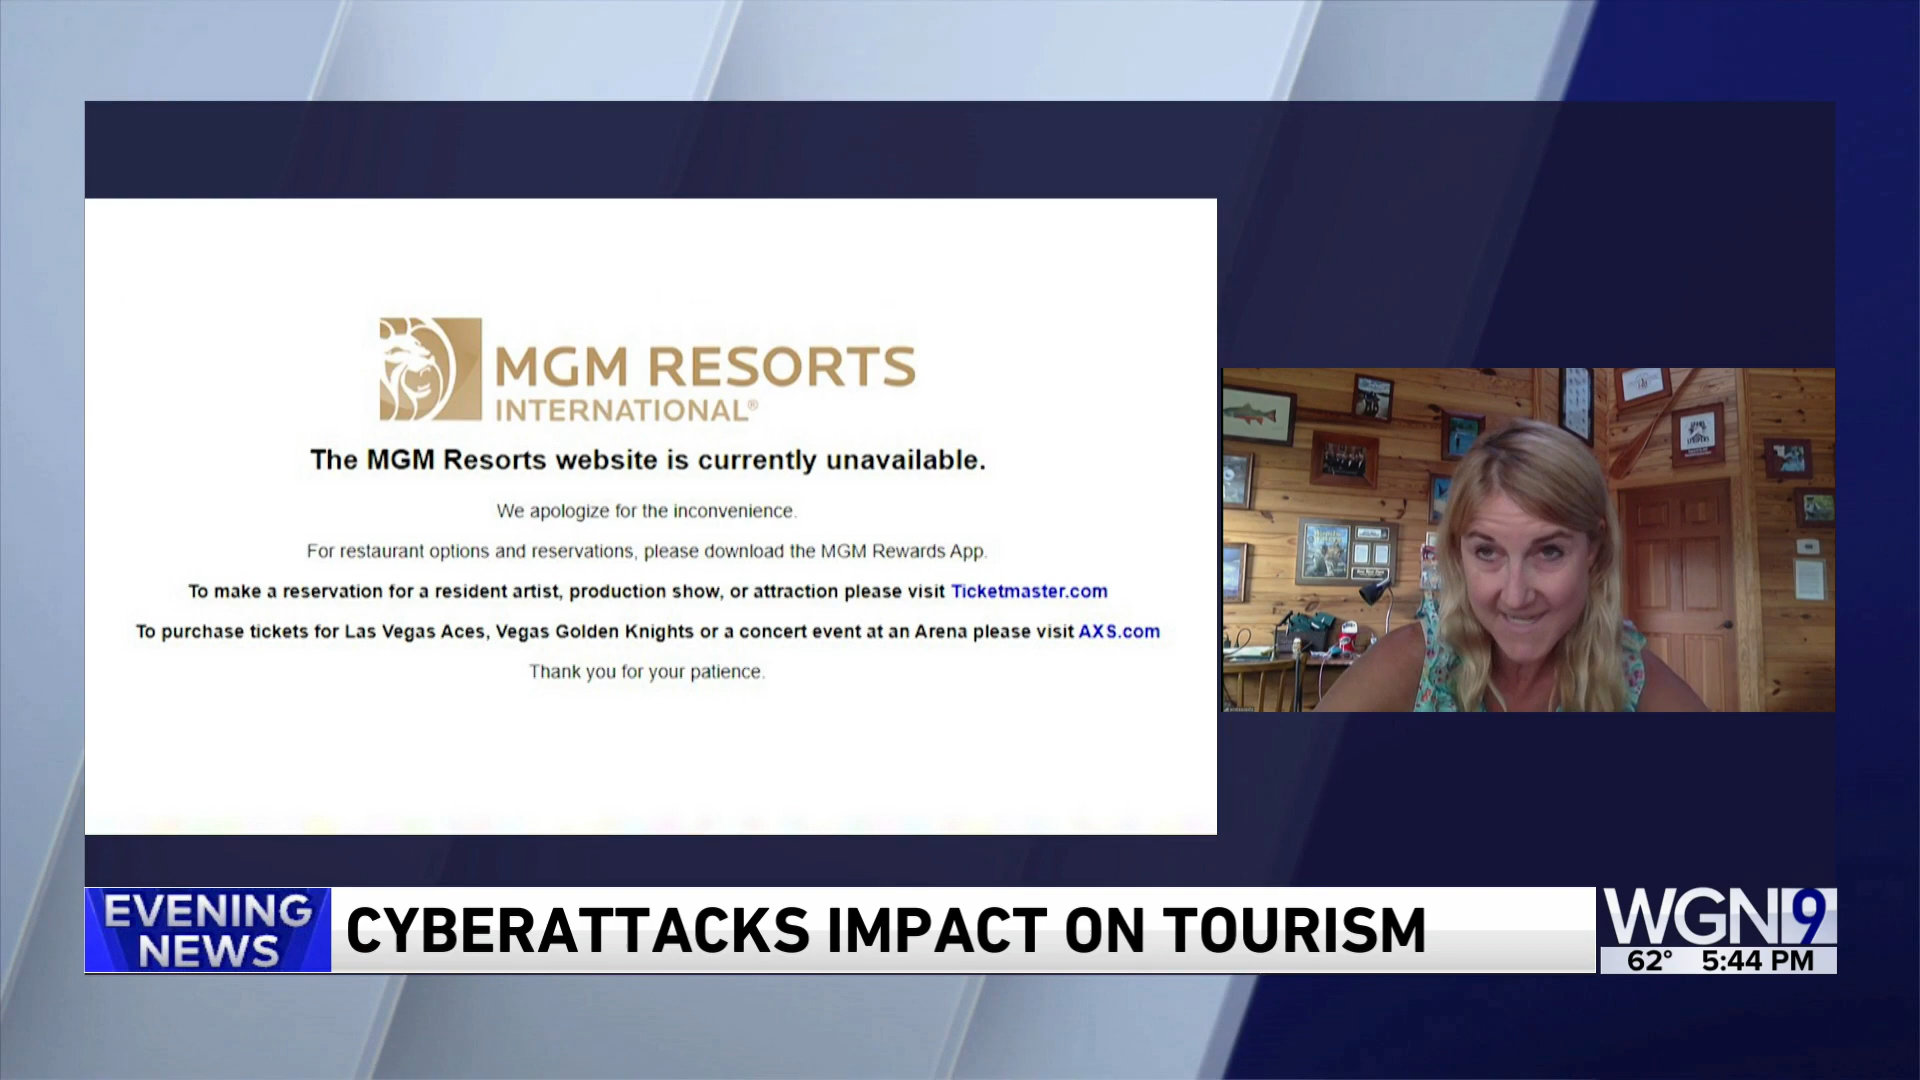 MGM RESORTS
INTERNATIONAL®
The MGM Resorts website is currently unavailable.
We apologize for the inconvenience.
For restaurant options and reservations, please download the MGM Rewards App.
To make a reservation for a resident artist, production show, or attraction please visit Ticketmaster.com
To purchase tickets for Las Vegas Aces, Vegas Golden Knights or a concert event at an Arena please visit AXS.com
Thank you for your patience.
EVENING
NEWS
CYBERATTACKS IMPACT ON TOURISM
WGN9
62° 5:44 PM